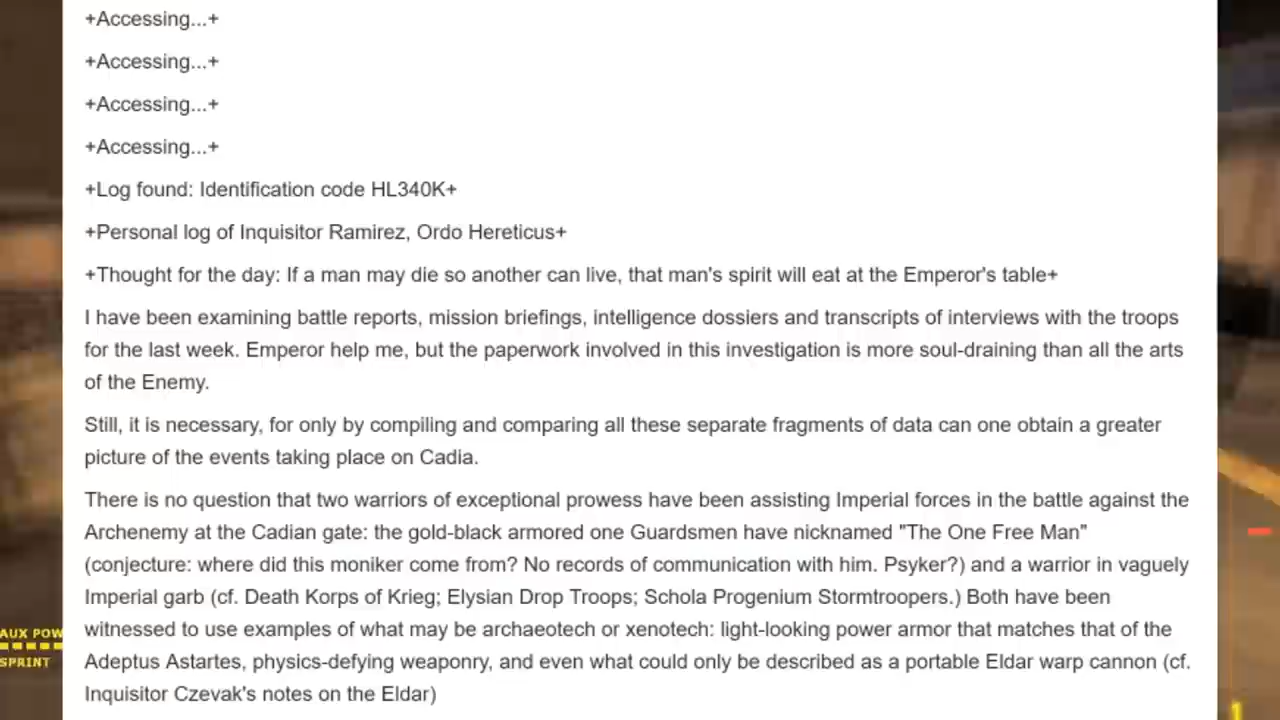 +Accessing...+
+Accessing...+
+Accessing...+
+Accessing...+
+Log found: Identification code HL340K+
+Personal log of Inquisitor Ramirez, Ordo Hereticus+
+Thought for the day: If a man may die so another can live, that man's spirit will eat at the Emperor's table+
I have been examining battle reports, mission briefings, intelligence dossiers and transcripts of interviews with the troops
for the last week. Emperor help me, but the paperwork involved in this investigation is more soul-draining than all the arts
of the Enemy.
Still, it is necessary, for only by compiling and comparing all these separate fragments of data can one obtain a greater
picture of the events taking place on Cadia.
There is no question that two warriors of exceptional prowess have been assisting Imperial forces in the battle against the
Archenemy at the Cadian gate: the gold-black armored one Guardsmen have nicknamed "The One Free Man"
(conjecture: where did this moniker come from? No records of communication with him. Psyker?) and a warrior in vaguely
Imperial garb (cf. Death Korps of Krieg; Elysian Drop Troops; Schola Progenium Stormtroopers.) Both have been
witnessed to use examples of what may be archaeotech or xenotech: light-looking power armor that matches that of the
Adeptus Astartes, physics-defying weaponry, and even what could only be described as a portable Eldar warp cannon (cf.
Inquisitor Czevak's notes on the Eldar)
AUX POW
SPRINT
1